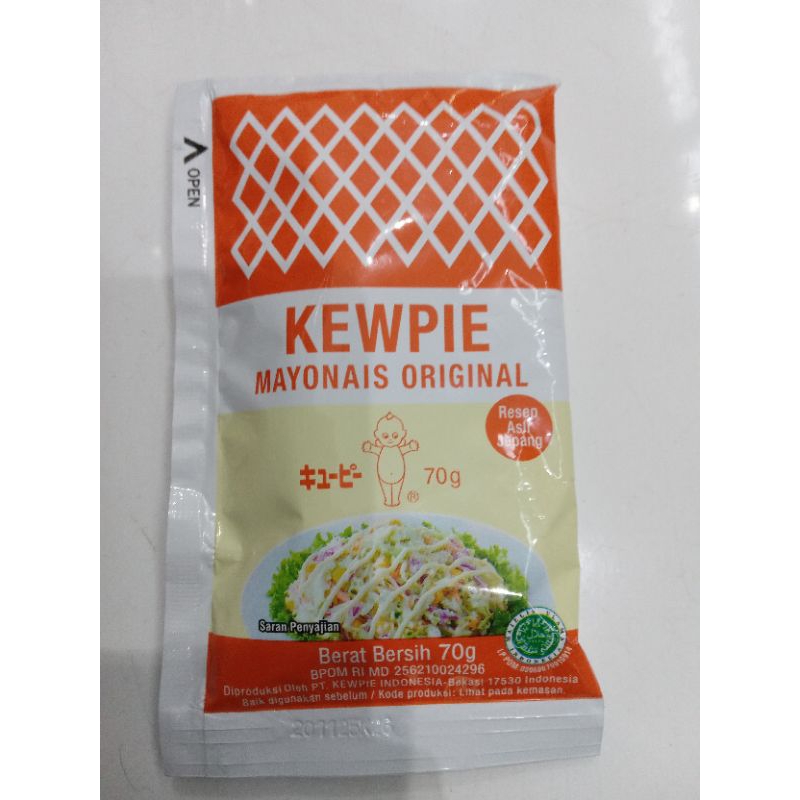 OPEN
KEWPIE
MAYONAIS ORIGINAL
Resep
Asli
Jepang
キューピー
70g
®
Saran Penyajian
Berat Bersih 70g
BPOM RI MD 256210024296
Diproduksi Oleh PT. KEWPIE INDONESIA-Bekasi 17530 Indonesia
Baik digunakan sebelum / Kode produksi: Lihat pada kemasan